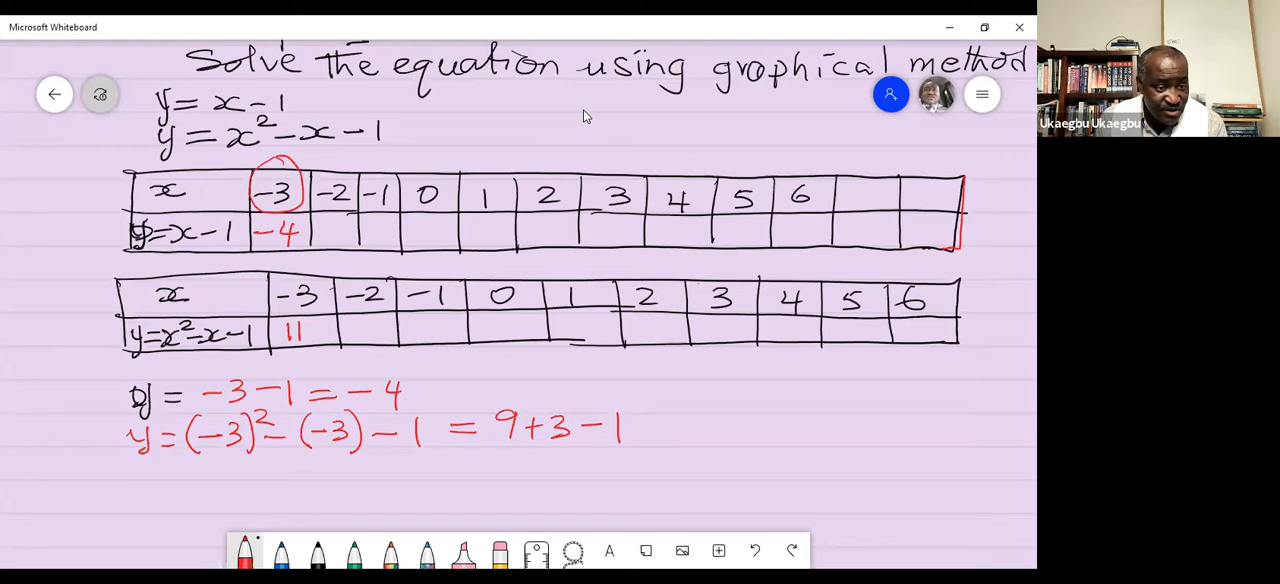 Microsoft Whiteboard
Solve the equation using graphical method
y = x - 1
y = x² - x - 1
x -3 -2 -1 0 1 2 3 4 5 6
y = x - 1 -4
x -3 -2 -1 0 1 2 3 4 5 6
y = x² - x - 1 11
y = -3 - 1 = -4
y = (-3)² - (-3) - 1 = 9 + 3 - 1
Ukaegbu Ukaegbu
A